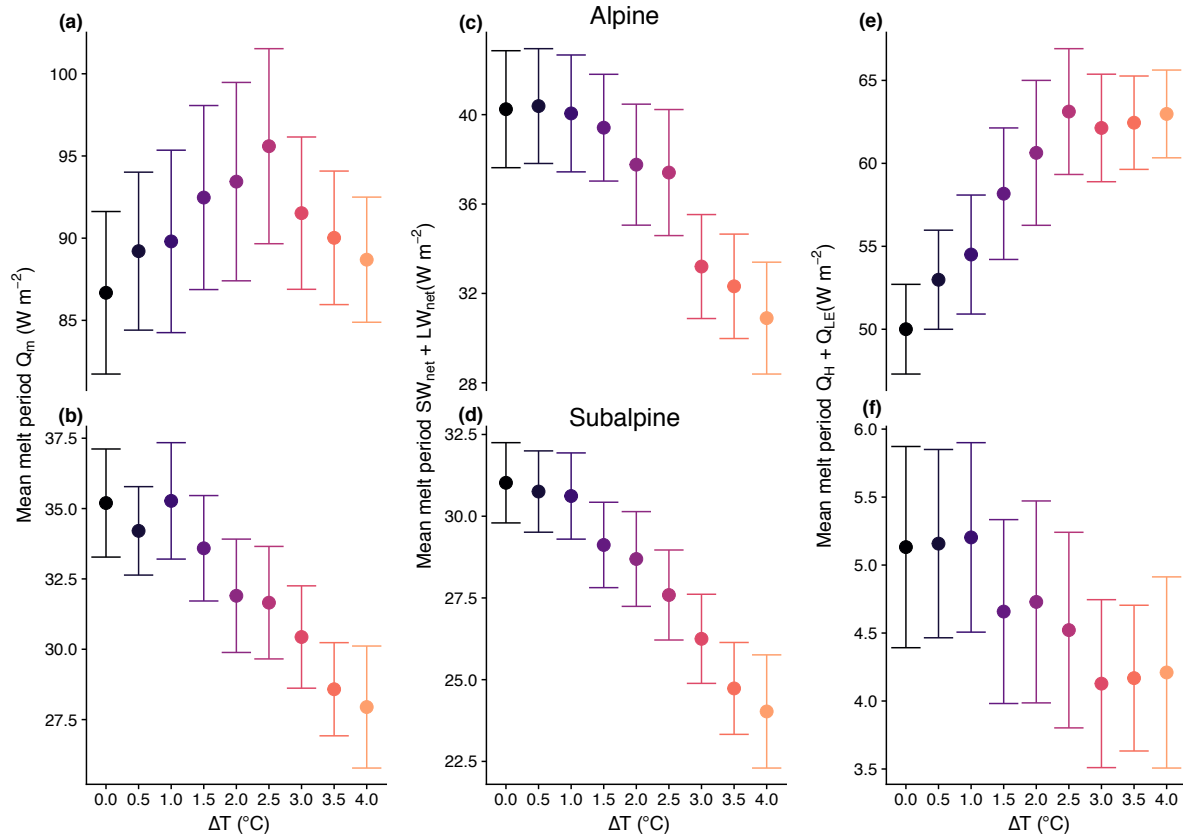 (a)
Mean melt period Qm (W m−2)
100
95
90
85
(b)
37.5
35.0
32.5
30.0
27.5
0.0 0.5 1.0 1.5 2.0 2.5 3.0 3.5 4.0
ΔT (°C)
Alpine
(c)
Mean melt period SWnet + LWnet(W m−2)
40
36
32
28
Subalpine
(d)
32.5
30.0
27.5
25.0
22.5
0.0 0.5 1.0 1.5 2.0 2.5 3.0 3.5 4.0
ΔT (°C)
(e)
Mean melt period QH + QLE(W m−2)
65
60
55
50
(f)
6.0
5.5
5.0
4.5
4.0
3.5
0.0 0.5 1.0 1.5 2.0 2.5 3.0 3.5 4.0
ΔT (°C)